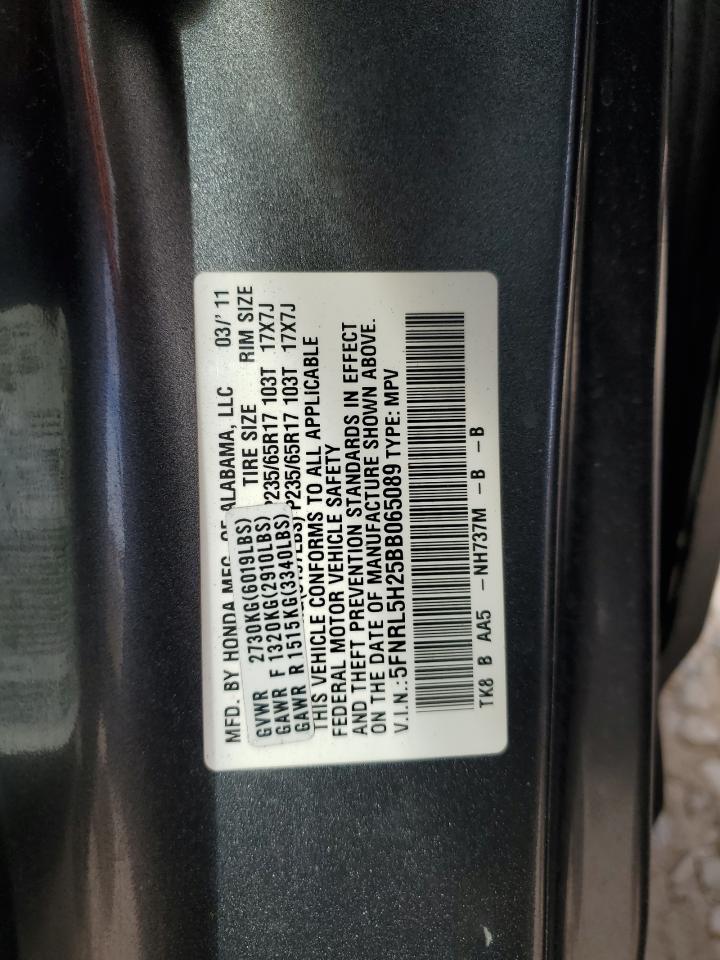 MFD. BY HONDA MFG. OF ALABAMA, LLC 03/'11
TIRE SIZE RIM SIZE
GVWR 2730KG(6019LBS)
GAWR F 1320KG(2910LBS) P235/65R17 103T 17X7J
GAWR R 1515KG(3340LBS) P235/65R17 103T 17X7J
THIS VEHICLE CONFORMS TO ALL APPLICABLE
FEDERAL MOTOR VEHICLE SAFETY
AND THEFT PREVENTION STANDARDS IN EFFECT
ON THE DATE OF MANUFACTURE SHOWN ABOVE.
V.I.N.:5FNRL5H25BB065089 TYPE: MPV
TK8 B AA5 -NH737M -B -B